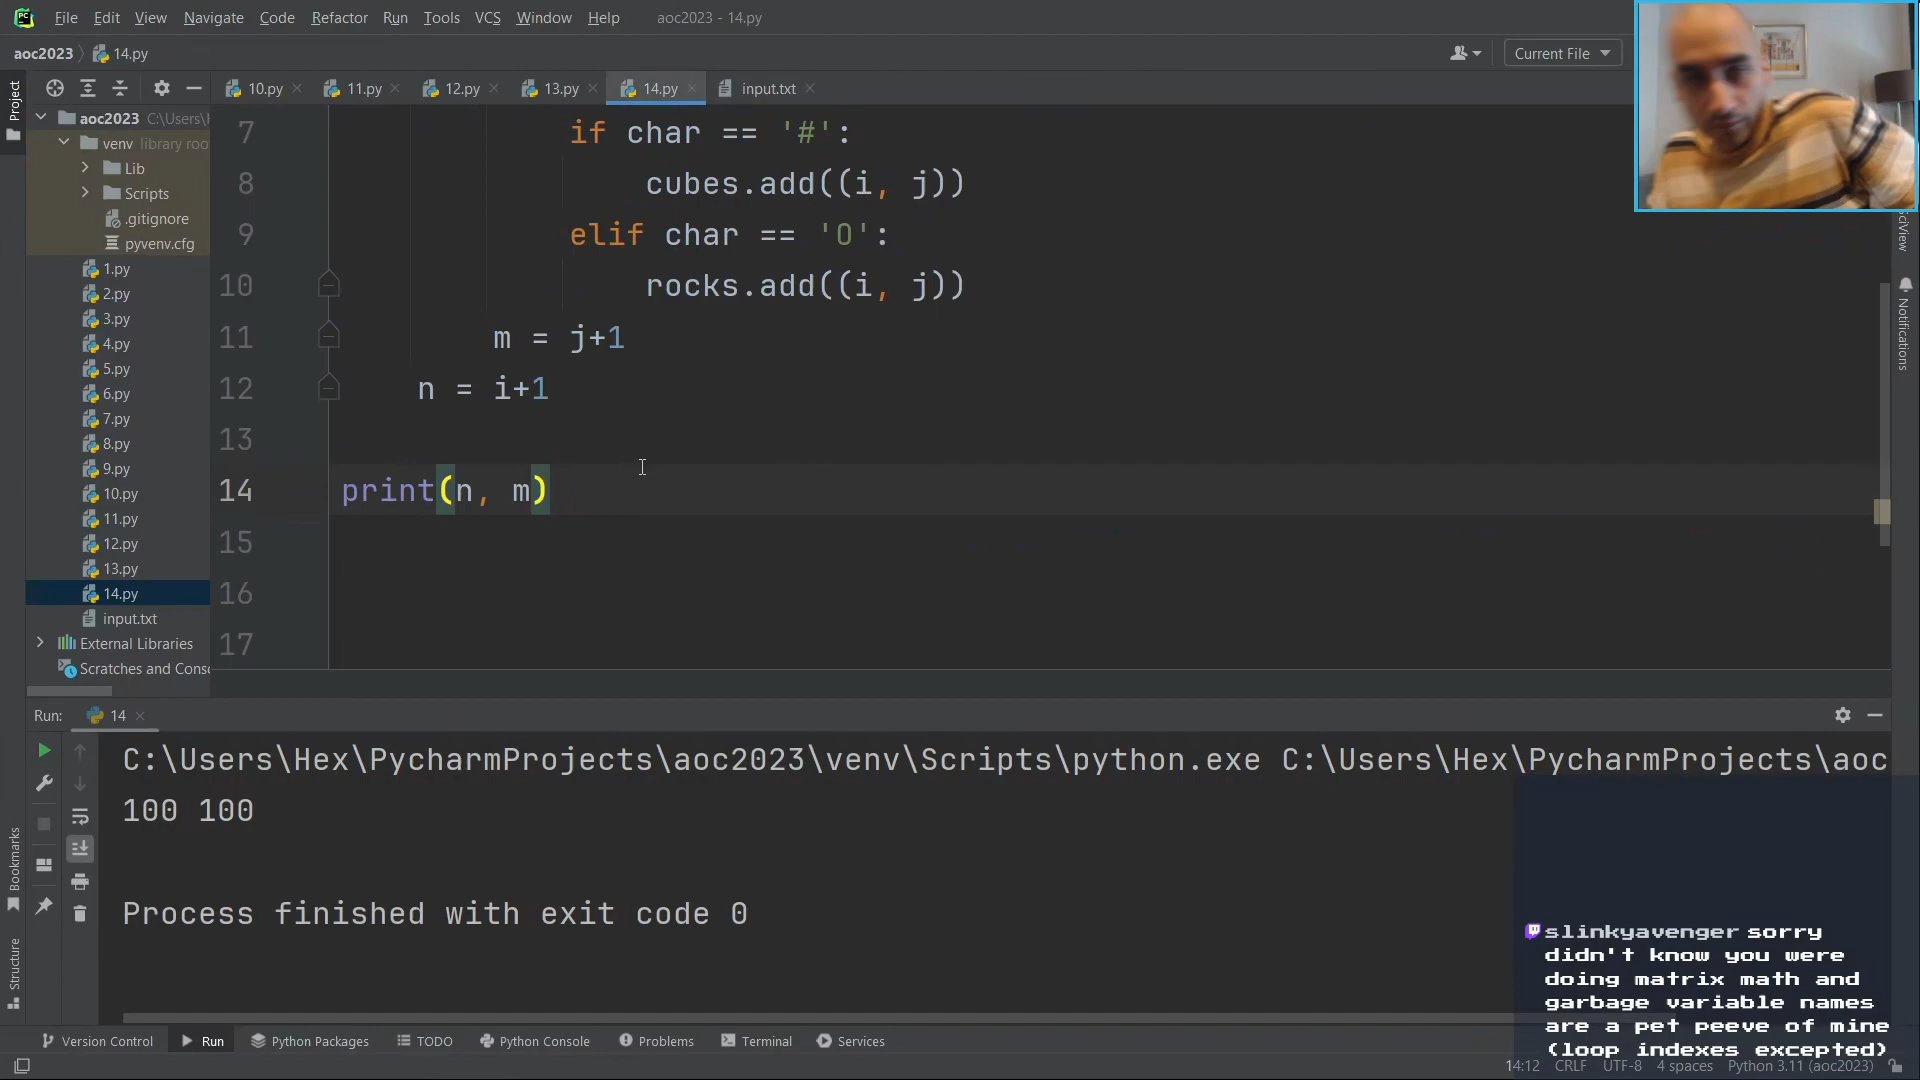 File Edit View Navigate Code Refactor Run Tools VCS Window Help aoc2023 - 14.py
aoc2023 14.py Current File
Project
10.py 11.py 12.py 13.py 14.py input.txt
aoc2023 C:\Users\H
venv library roo
Lib
Scripts
.gitignore
pyvenv.cfg
1.py
2.py
3.py
4.py
5.py
6.py
7.py
8.py
9.py
10.py
11.py
12.py
13.py
14.py
input.txt
External Libraries
Scratches and Conso
7 if char == '#':
8 cubes.add((i, j))
9 elif char == 'O':
10 rocks.add((i, j))
11 m = j+1
12 n = i+1
13
14 print(n, m)
15
16
17
SciView
Notifications
Run: 14
C:\Users\Hex\PycharmProjects\aoc2023\venv\Scripts\python.exe C:\Users\Hex\PycharmProjects\aoc
100 100
Process finished with exit code 0
Bookmarks
Structure
slinkyavenger sorry
didn't know you were
doing matrix math and
garbage variable names
are a pet peeve of mine
(loop indexes excepted)
Version Control Run Python Packages TODO Python Console Problems Terminal Services
14:12 CRLF UTF-8 4 spaces Python 3.11 (aoc2023)